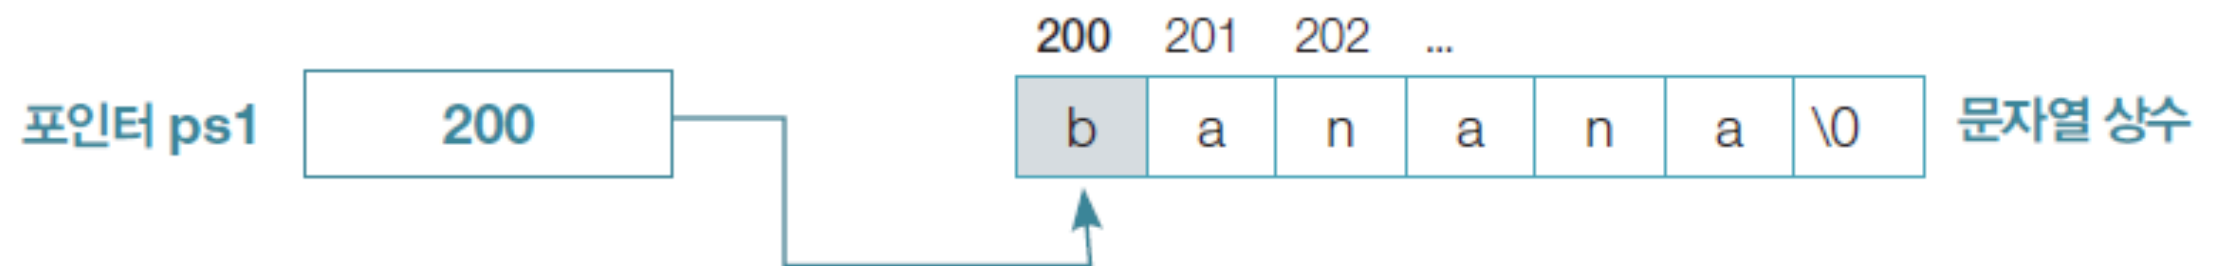 200 201 202 ...
포인터 ps1 200 b a n a n a \0 문자열 상수